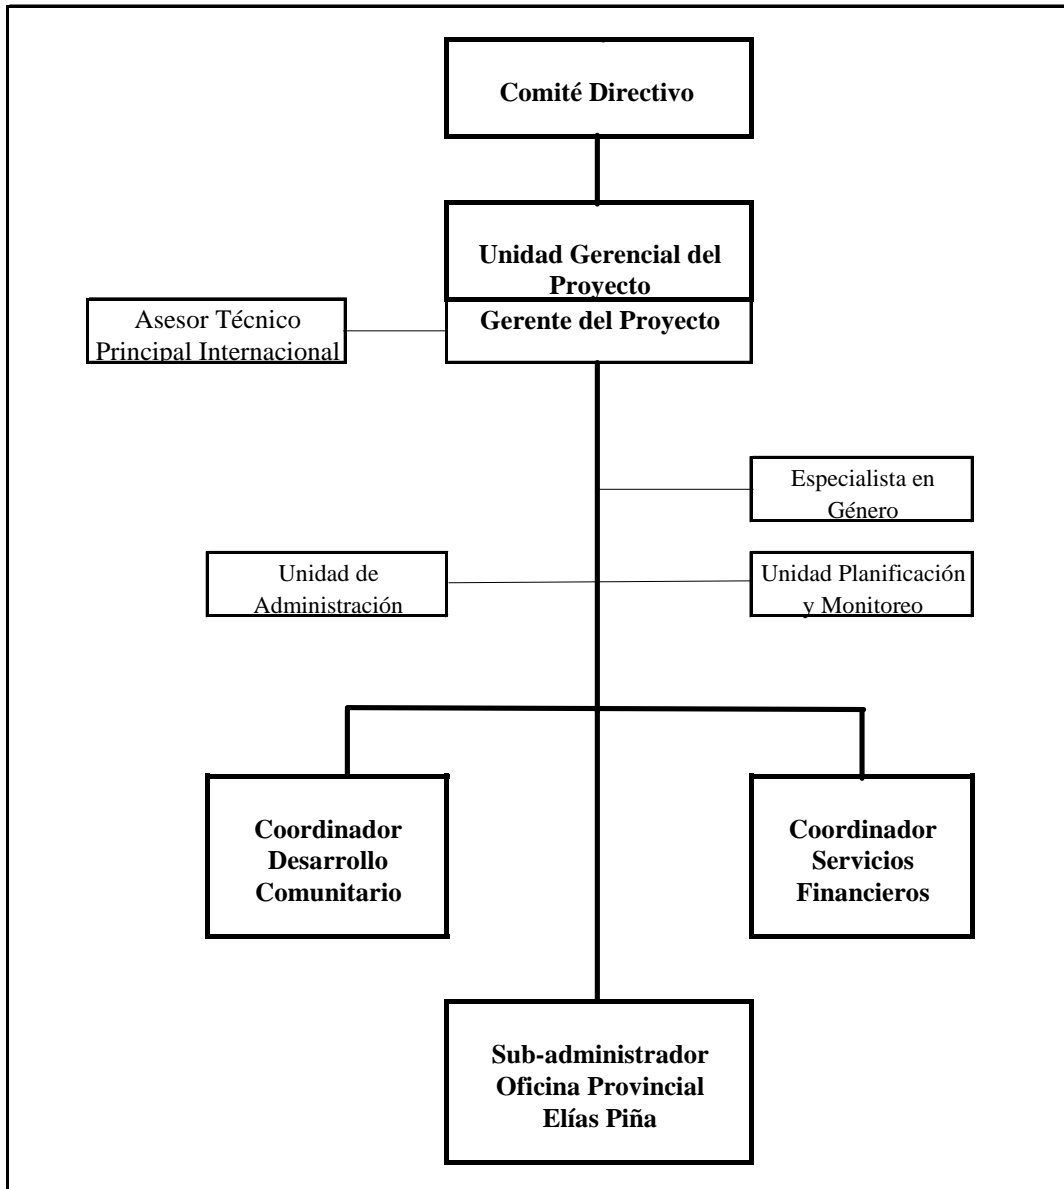 Comité Directivo
Unidad Gerencial del
Proyecto
Gerente del Proyecto
Asesor Técnico
Principal Internacional
Especialista en
Género
Unidad de
Administración
Unidad Planificación
y Monitoreo
Coordinador
Desarrollo
Comunitario
Coordinador
Servicios
Financieros
Sub-administrador
Oficina Provincial
Elías Piña